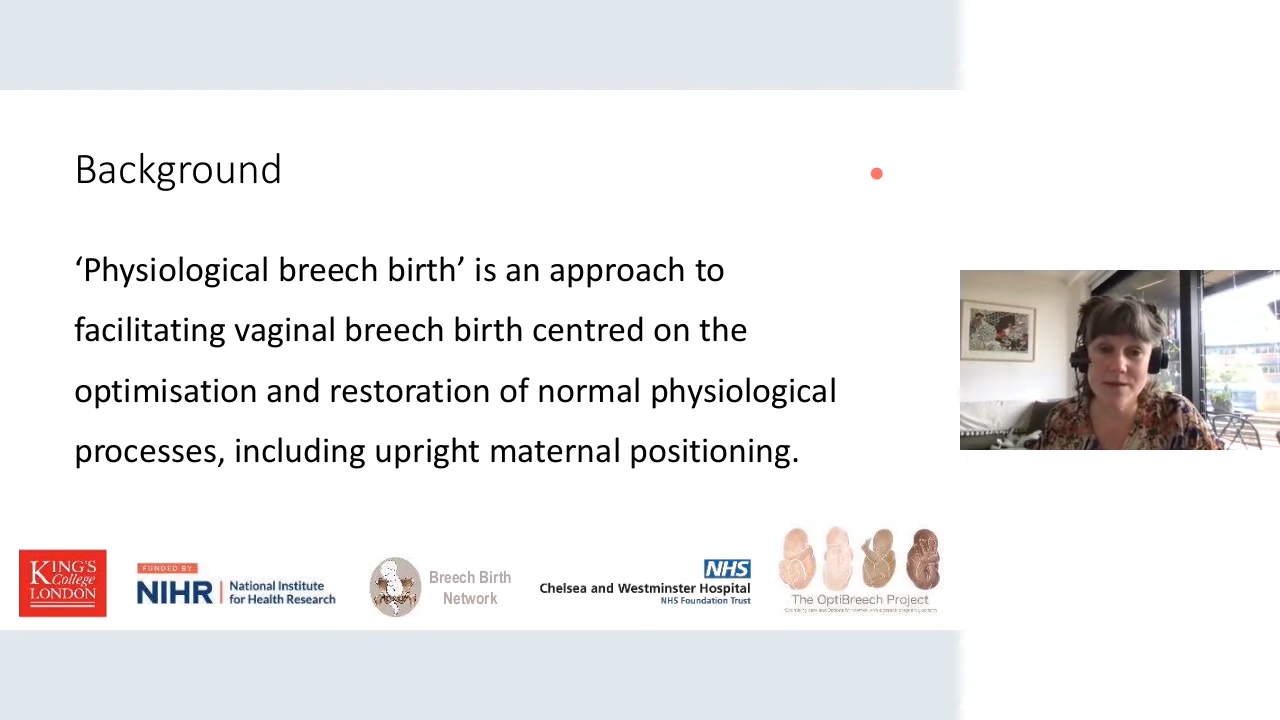 Background
‘Physiological breech birth’ is an approach to
facilitating vaginal breech birth centred on the
optimisation and restoration of normal physiological
processes, including upright maternal positioning.
KING'S
College
LONDON
FUNDED BY
NIHR | National Institute
for Health Research
Breech Birth
Network
NHS
Chelsea and Westminster Hospital
NHS Foundation Trust
The OptiBreech Project